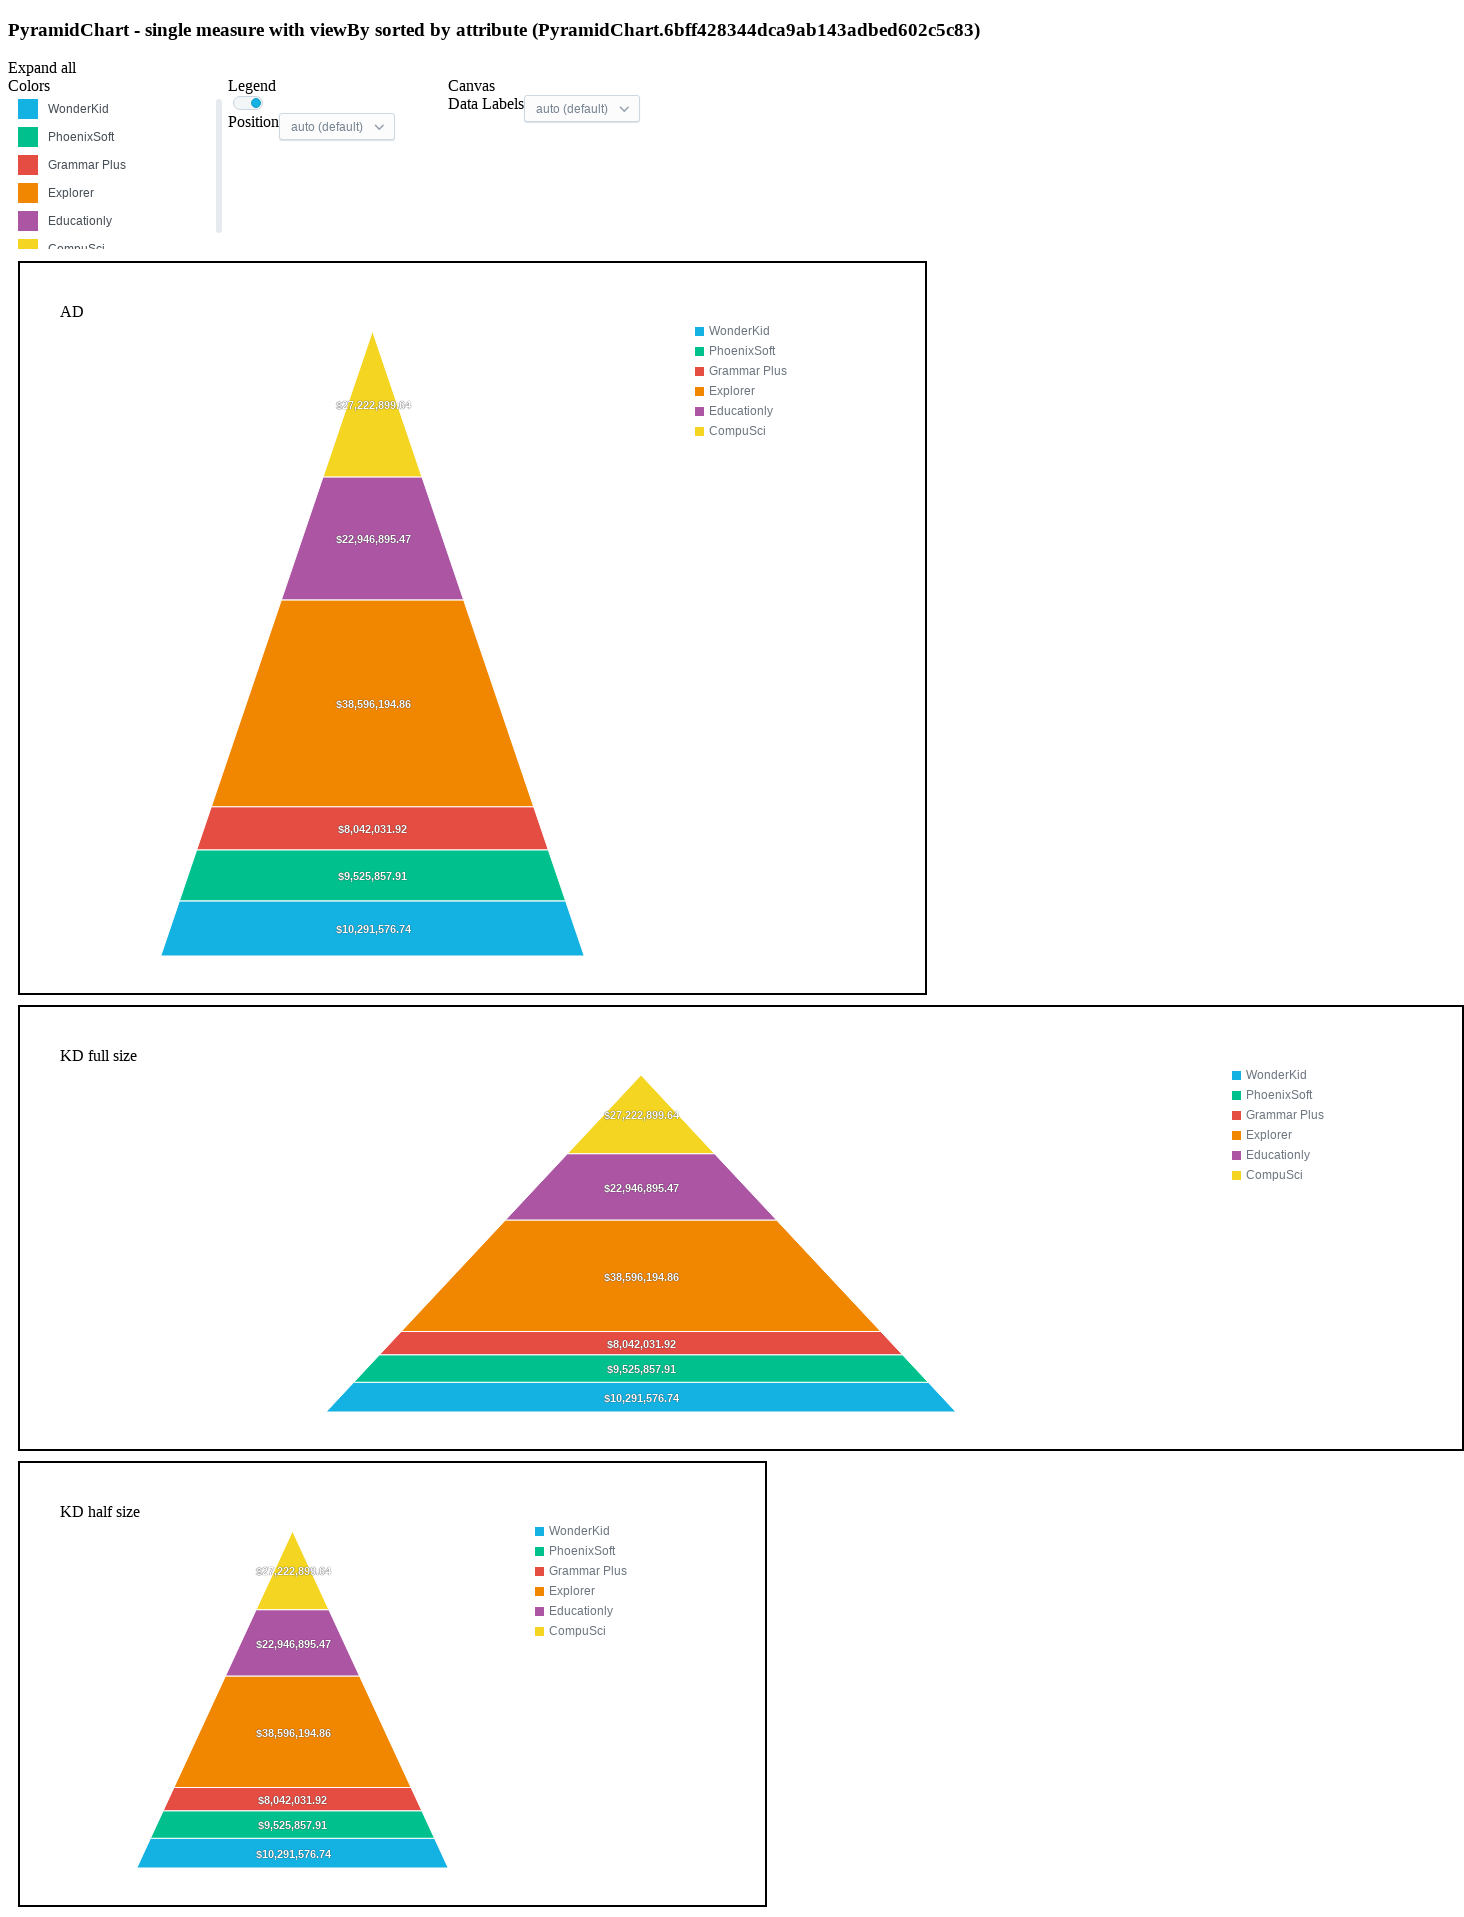 PyramidChart - single measure with viewBy sorted by attribute (PyramidChart.6bff428344dca9ab143adbed602c5c83)
Expand all
Colors
WonderKid
PhoenixSoft
Grammar Plus
Explorer
Educationly
CompuSci
Legend
Position auto (default)
Canvas
Data Labels auto (default)
AD
$27,222,899.64
$22,946,895.47
$38,596,194.86
$8,042,031.92
$9,525,857.91
$10,291,576.74
WonderKid
PhoenixSoft
Grammar Plus
Explorer
Educationly
CompuSci
KD full size
$27,222,899.64
$22,946,895.47
$38,596,194.86
$8,042,031.92
$9,525,857.91
$10,291,576.74
WonderKid
PhoenixSoft
Grammar Plus
Explorer
Educationly
CompuSci
KD half size
$27,222,899.64
$22,946,895.47
$38,596,194.86
$8,042,031.92
$9,525,857.91
$10,291,576.74
WonderKid
PhoenixSoft
Grammar Plus
Explorer
Educationly
CompuSci